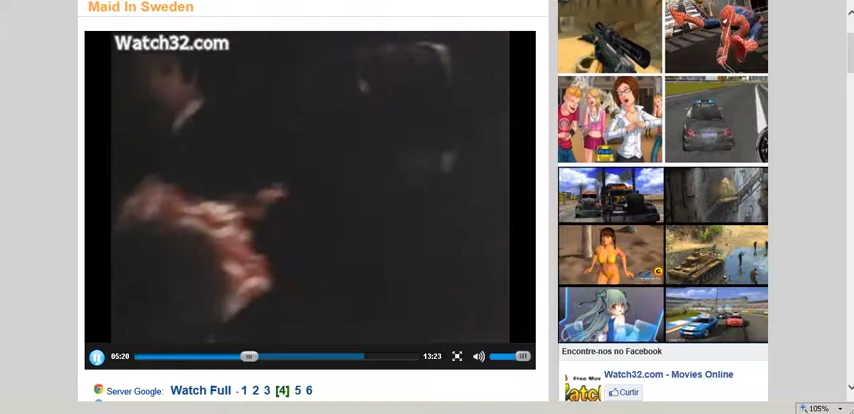 Maid In Sweden
Watch32.com
05:20
13:23
Server Google: Watch Full - 1 2 3 [4] 5 6
Encontre-nos no Facebook
Watch32.com - Movies Online
Curtir
105%